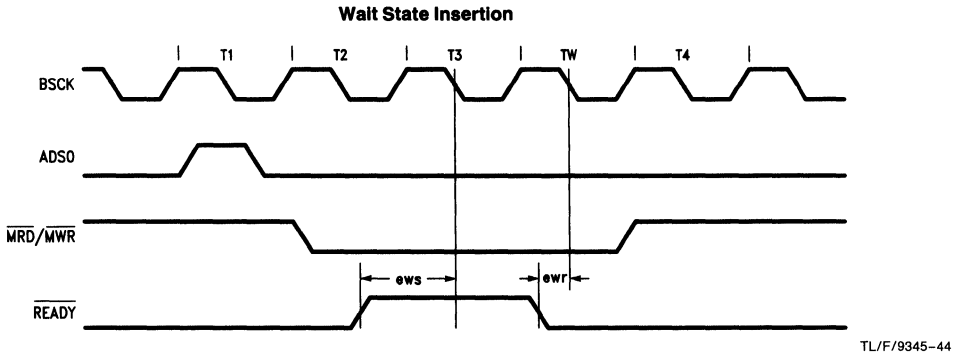 Wait State Insertion
T1 T2 T3 TW T4
BSCK
ADS0
MRD/MWR
ews ewr
READY
TL/F/9345–44